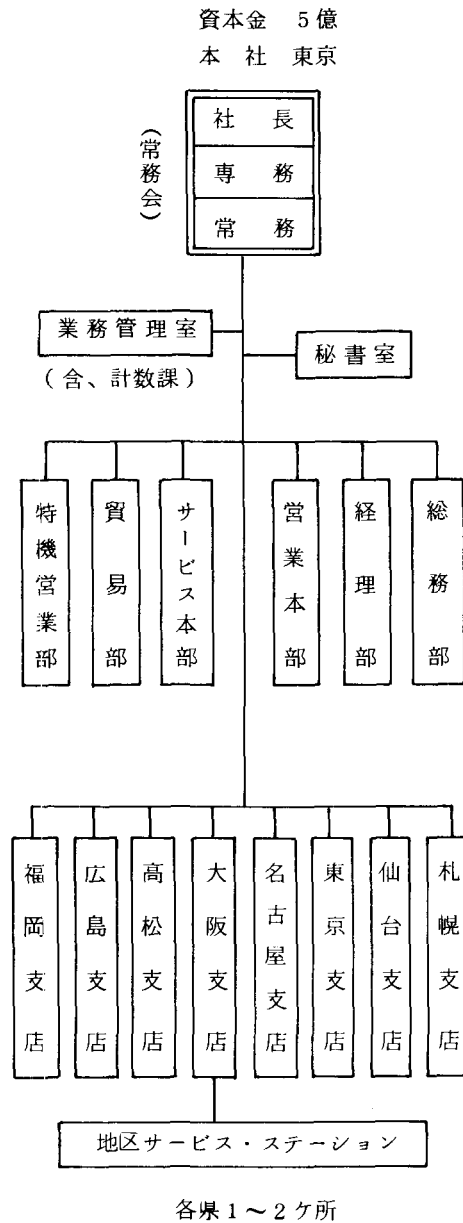 資本金 5億
本社 東京
社長
専務
常務
(常務会)
業務管理室
(含、計数課)
秘書室
特機営業部
貿易部
サービス本部
営業本部
経理部
総務部
福岡支店
広島支店
高松支店
大阪支店
名古屋支店
東京支店
仙台支店
札幌支店
地区サービス・ステーション
各県1~2ケ所